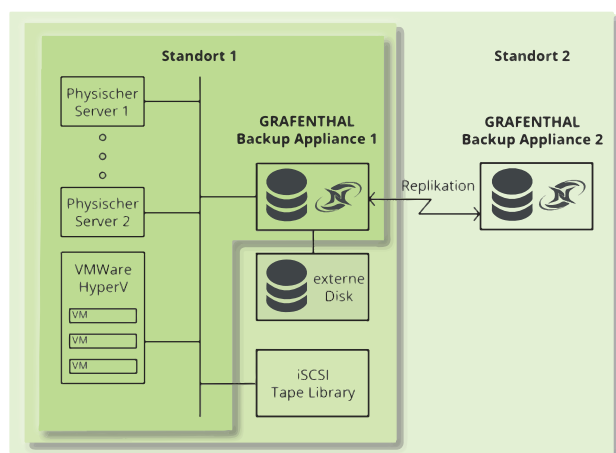 Standort 1
Standort 2
Physischer
Server 1
GRAFENTHAL
Backup Appliance 1
GRAFENTHAL
Backup Appliance 2
Replikation
Physischer
Server 2
VMWare
HyperV
VM
VM
VM
externe
Disk
iSCSI
Tape Library